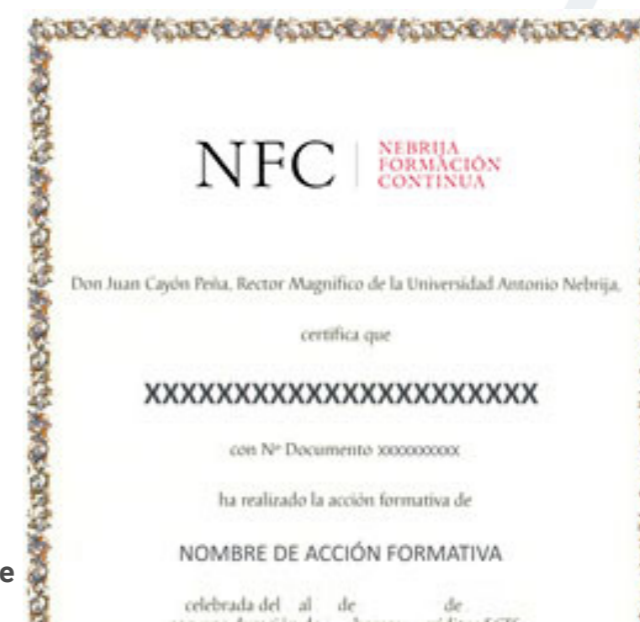 NFC
NEBRIJA
FORMACIÓN
CONTINUA
Don Juan Cayón Peña, Rector Magnífico de la Universidad Antonio Nebrija,
certifica que
XXXXXXXXXXXXXXXXXXXXXXX
con Nº Documento xxxxxxxxxx
ha realizado la acción formativa de
NOMBRE DE ACCIÓN FORMATIVA
e
celebrada del al de de